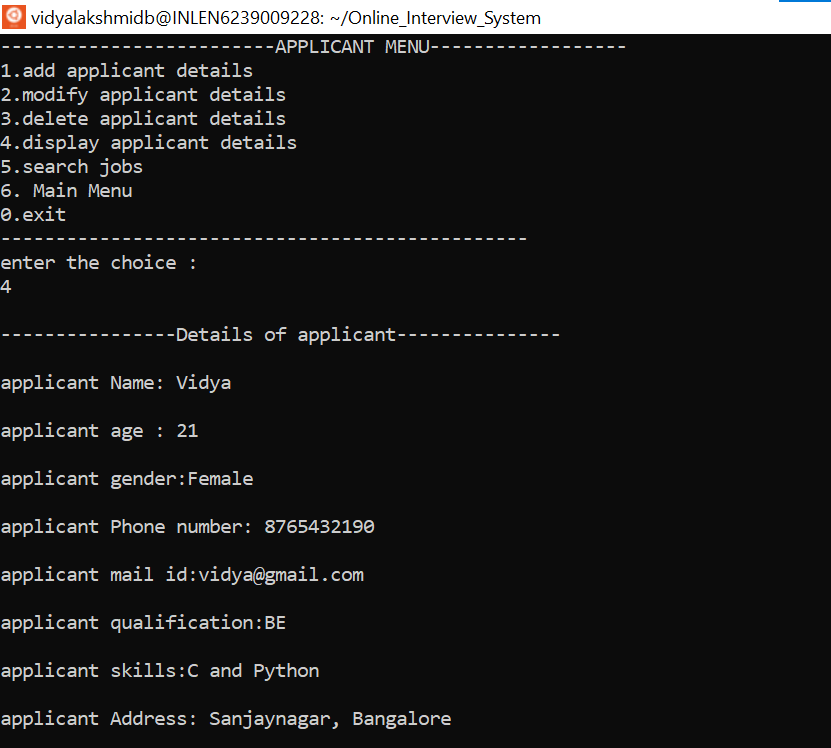 vidyalakshmidb@INLEN6239009228: ~/Online_Interview_System
-------------------------APPLICANT MENU------------------
1.add applicant details
2.modify applicant details
3.delete applicant details
4.display applicant details
5.search jobs
6. Main Menu
0.exit
------------------------------------------------
enter the choice :
4
----------------Details of applicant---------------
applicant Name: Vidya
applicant age : 21
applicant gender:Female
applicant Phone number: 8765432190
applicant mail id:vidya@gmail.com
applicant qualification:BE
applicant skills:C and Python
applicant Address: Sanjaynagar, Bangalore